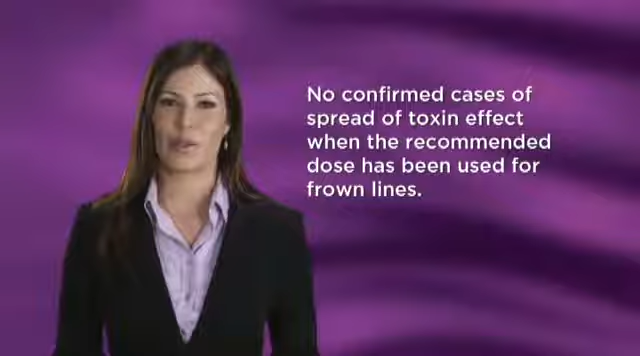 No confirmed cases of
spread of toxin effect
when the recommended
dose has been used for
frown lines.